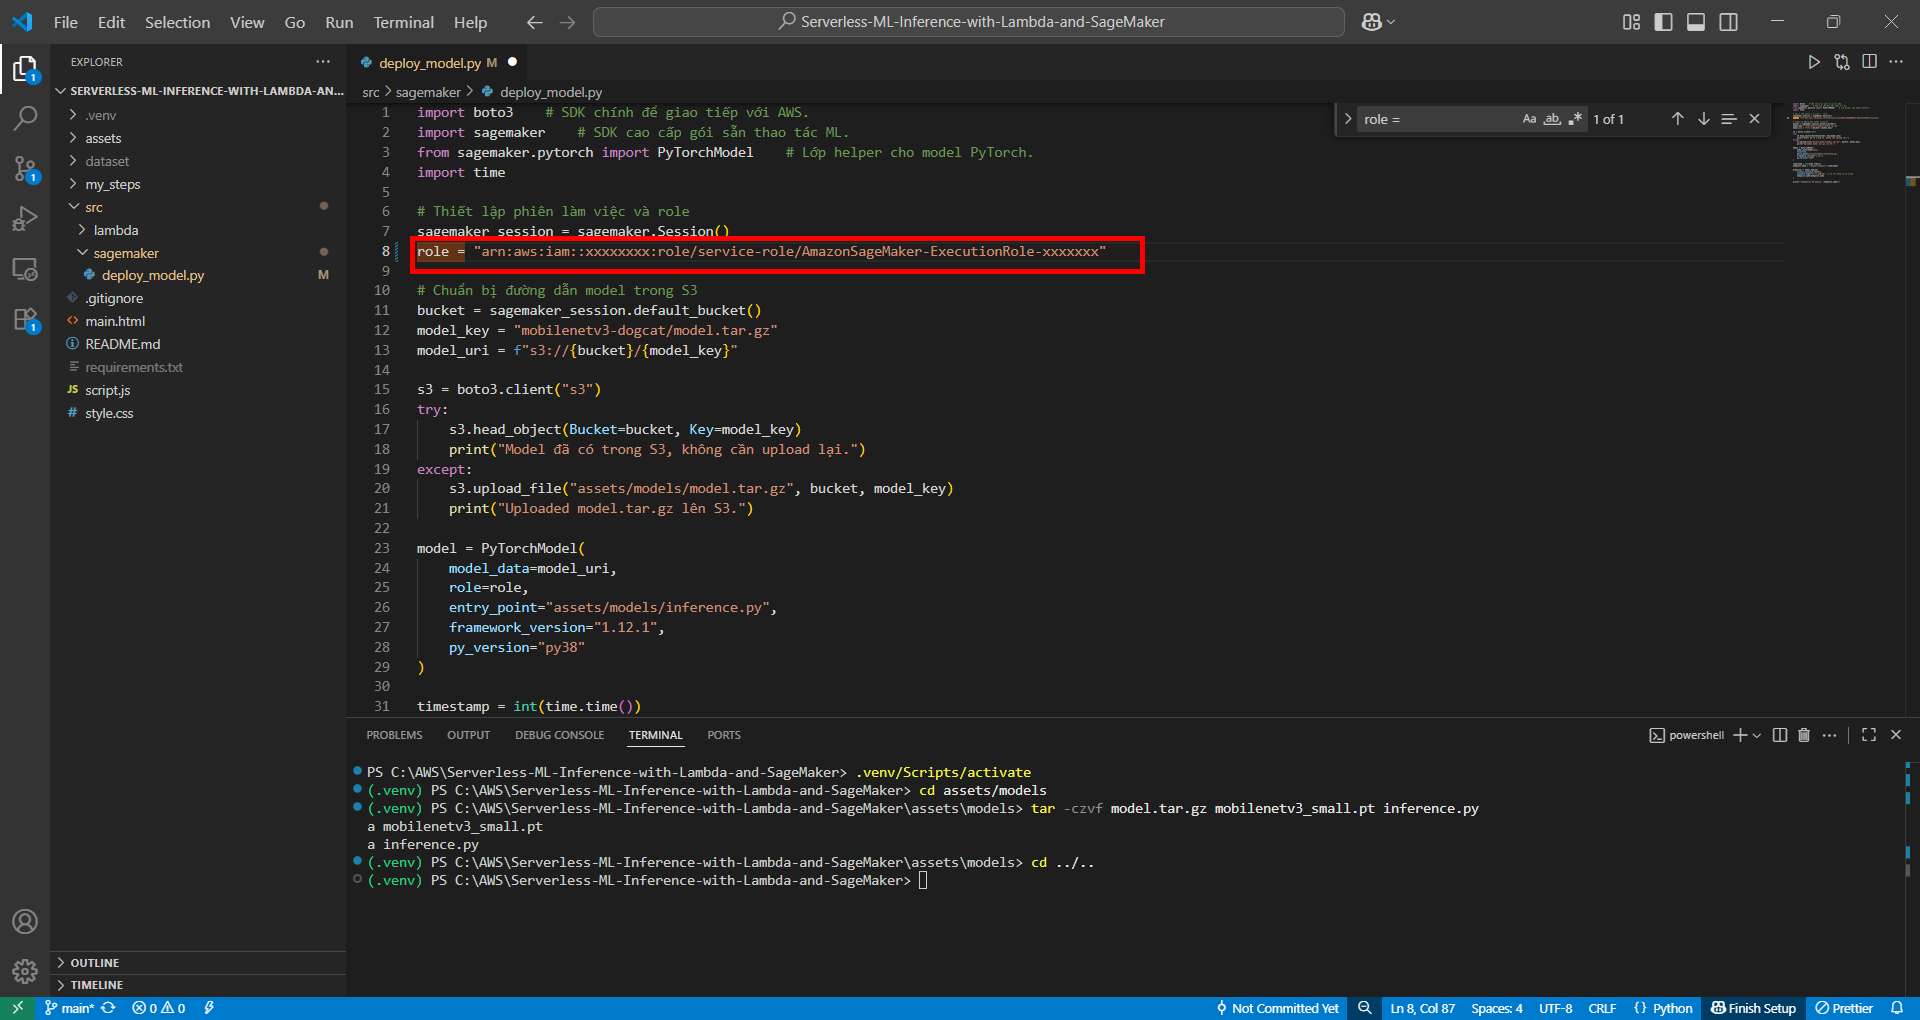 File Edit Selection View Go Run Terminal Help
Serverless-ML-Inference-with-Lambda-and-SageMaker
EXPLORER
SERVERLESS-ML-INFERENCE-WITH-LAMBDA-AN...
.venv
assets
dataset
my_steps
src
lambda
sagemaker
deploy_model.py M
.gitignore
main.html
README.md
requirements.txt
JS script.js
# style.css
OUTLINE
TIMELINE
1
1
1
deploy_model.py M
src > sagemaker > deploy_model.py
role = Aa ab 1 of 1
1 import boto3 # SDK chính để giao tiếp với AWS.
2 import sagemaker # SDK cao cấp gói sẵn thao tác ML.
3 from sagemaker.pytorch import PyTorchModel # Lớp helper cho model PyTorch.
4 import time
5
6 # Thiết lập phiên làm việc và role
7 sagemaker_session = sagemaker.Session()
8 role = "arn:aws:iam::xxxxxxxx:role/service-role/AmazonSageMaker-ExecutionRole-xxxxxxx"
9
10 # Chuẩn bị đường dẫn model trong S3
11 bucket = sagemaker_session.default_bucket()
12 model_key = "mobilenetv3-dogcat/model.tar.gz"
13 model_uri = f"s3://{bucket}/{model_key}"
14
15 s3 = boto3.client("s3")
16 try:
17 s3.head_object(Bucket=bucket, Key=model_key)
18 print("Model đã có trong S3, không cần upload lại.")
19 except:
20 s3.upload_file("assets/models/model.tar.gz", bucket, model_key)
21 print("Uploaded model.tar.gz lên S3.")
22
23 model = PyTorchModel(
24 model_data=model_uri,
25 role=role,
26 entry_point="assets/models/inference.py",
27 framework_version="1.12.1",
28 py_version="py38"
29 )
30
31 timestamp = int(time.time())
PROBLEMS OUTPUT DEBUG CONSOLE TERMINAL PORTS
powershell
PS C:\AWS\Serverless-ML-Inference-with-Lambda-and-SageMaker> .venv/Scripts/activate
(.venv) PS C:\AWS\Serverless-ML-Inference-with-Lambda-and-SageMaker> cd assets/models
(.venv) PS C:\AWS\Serverless-ML-Inference-with-Lambda-and-SageMaker\assets\models> tar -czvf model.tar.gz mobilenetv3_small.pt inference.py
a mobilenetv3_small.pt
a inference.py
(.venv) PS C:\AWS\Serverless-ML-Inference-with-Lambda-and-SageMaker\assets\models> cd ../..
(.venv) PS C:\AWS\Serverless-ML-Inference-with-Lambda-and-SageMaker>
main* 0 0 Not Committed Yet Ln 8, Col 87 Spaces: 4 UTF-8 CRLF {} Python Finish Setup Prettier